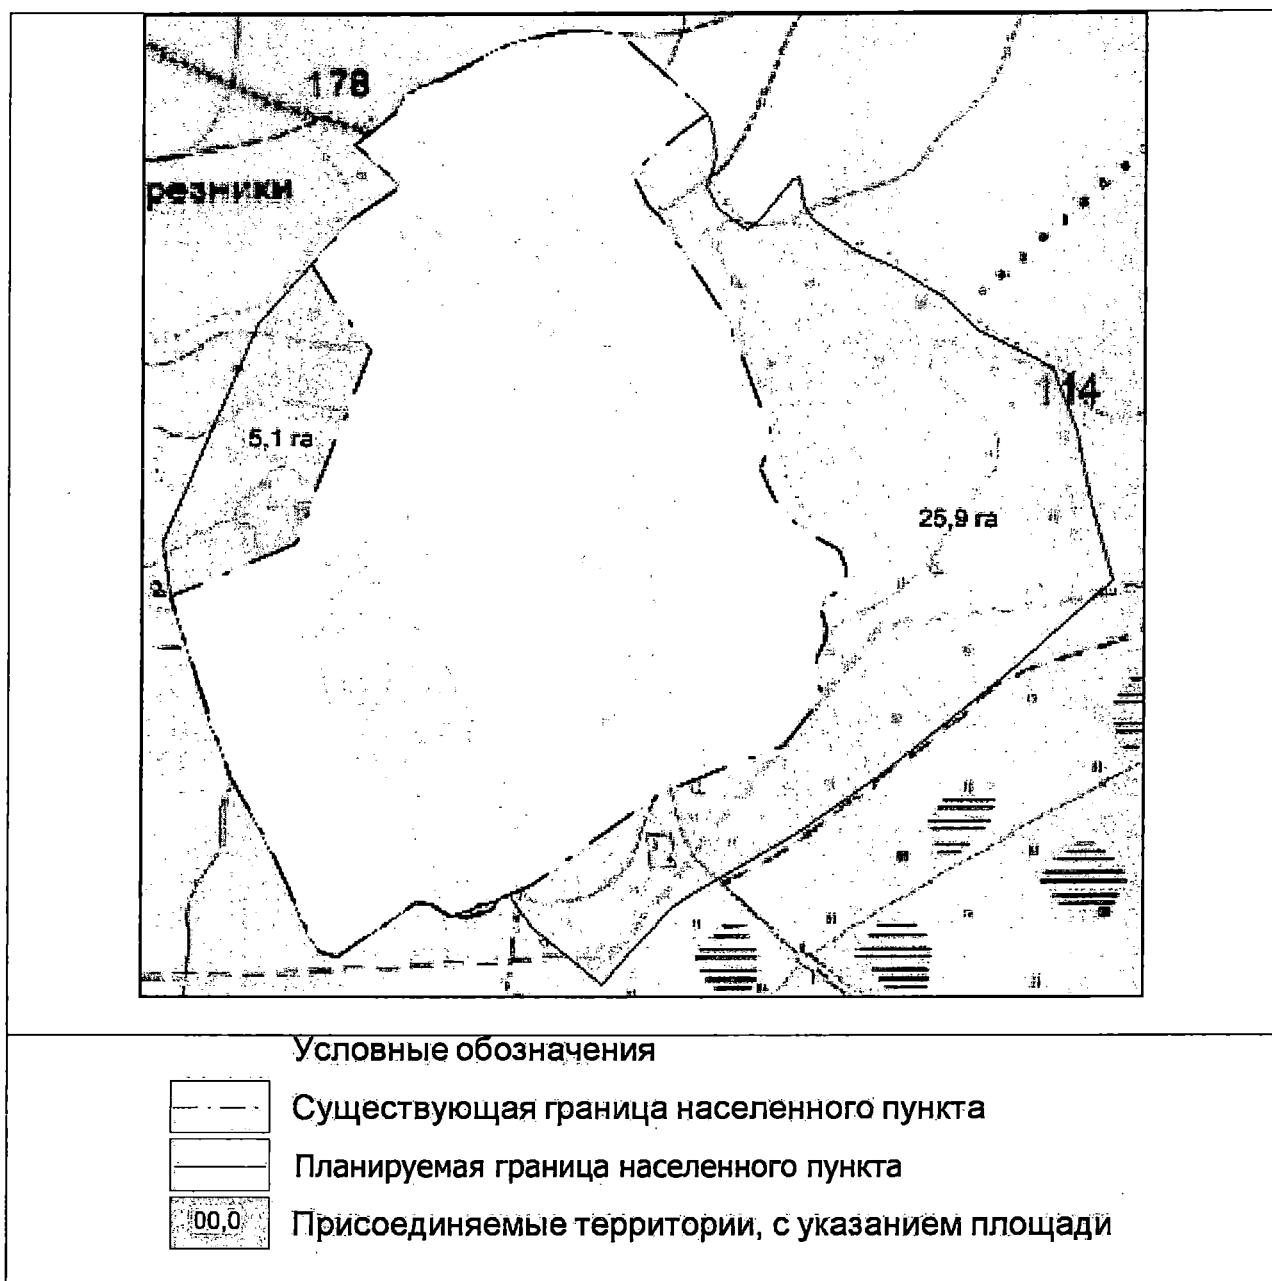 178
резники
114
5,1 га
25,9 га
Условные обозначения
Существующая граница населенного пункта
Планируемая граница населенного пункта
00,0 Присоединяемые территории, с указанием площади